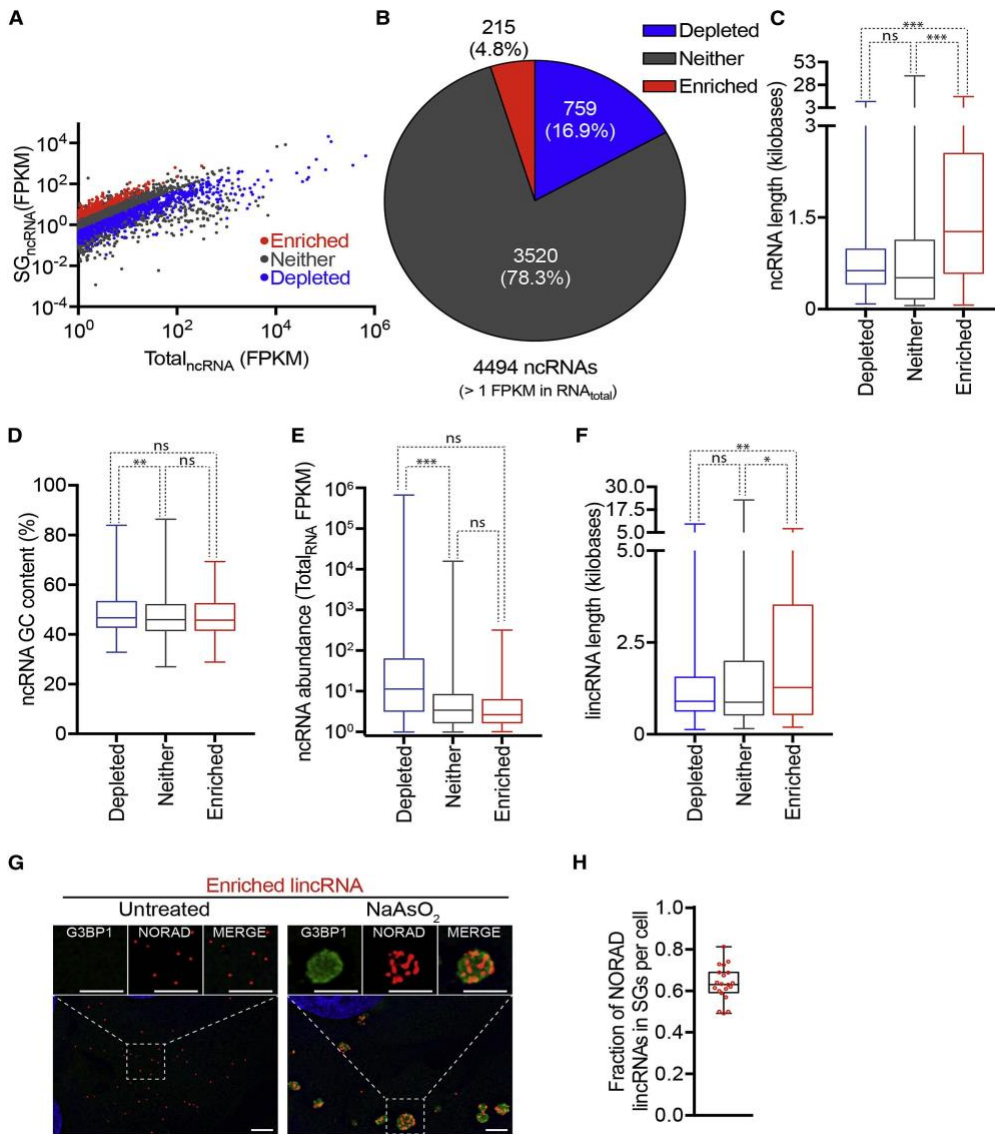 A
SG_ncRNA (FPKM)
10^4
10^2
10^0
10^-2
10^-4
10^0
10^2
10^4
10^6
Total_ncRNA (FPKM)
Enriched
Neither
Depleted
B
215
(4.8%)
759
(16.9%)
3520
(78.3%)
Depleted
Neither
Enriched
4494 ncRNAs
(> 1 FPKM in RNA_total)
C
***
ns
***
ncRNA length (kilobases)
53
28
3
3
1.5
0
Depleted
Neither
Enriched
D
ns
**
ns
ncRNA GC content (%)
100
80
60
40
20
0
Depleted
Neither
Enriched
E
ns
***
ns
ncRNA abundance (Total_RNA FPKM)
10^6
10^5
10^4
10^3
10^2
10^1
10^0
Depleted
Neither
Enriched
F
**
ns
*
lincRNA length (kilobases)
30.0
17.5
5.0
5.0
2.5
0
Depleted
Neither
Enriched
G
Enriched lincRNA
Untreated
NaAsO_2
G3BP1
NORAD
MERGE
G3BP1
NORAD
MERGE
H
Fraction of NORAD
lincRNAs in SGs per cell
1.0
0.8
0.6
0.4
0.2
0.0